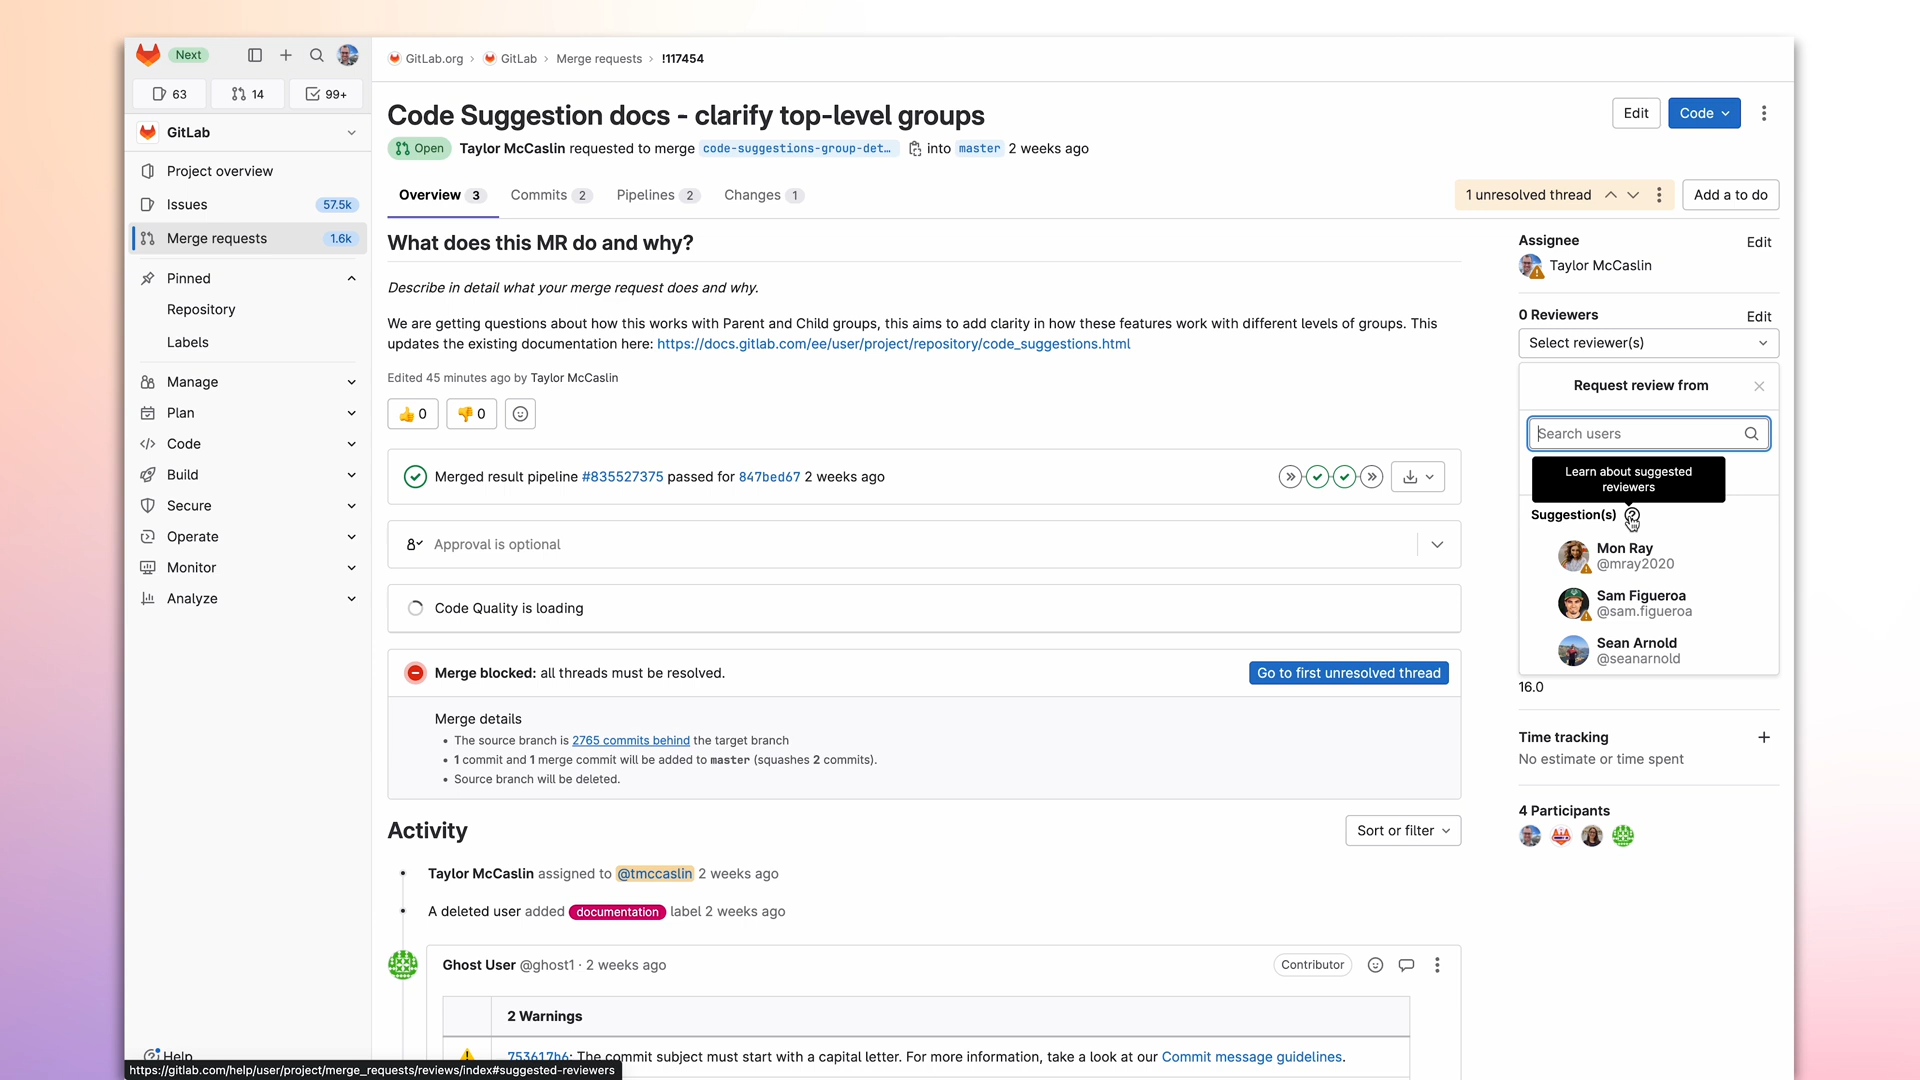 Next
63
14
99+
GitLab
Project overview
Issues 57.5k
Merge requests 1.6k
Pinned
Repository
Labels
Manage
Plan
Code
Build
Secure
Operate
Monitor
Analyze
Help
GitLab.org › GitLab › Merge requests › !117454
Code Suggestion docs - clarify top-level groups
Edit
Code
Open Taylor McCaslin requested to merge code-suggestions-group-det… into master 2 weeks ago
Overview 3 Commits 2 Pipelines 2 Changes 1
1 unresolved thread
Add a to do
What does this MR do and why?
Describe in detail what your merge request does and why.
We are getting questions about how this works with Parent and Child groups, this aims to add clarity in how these features work with different levels of groups. This
updates the existing documentation here: https://docs.gitlab.com/ee/user/project/repository/code_suggestions.html
Edited 45 minutes ago by Taylor McCaslin
👍 0 👎 0
Merged result pipeline #835527375 passed for 847bed67 2 weeks ago
Approval is optional
Code Quality is loading
Merge blocked: all threads must be resolved.
Go to first unresolved thread
Merge details
• The source branch is 2765 commits behind the target branch
• 1 commit and 1 merge commit will be added to master (squashes 2 commits).
• Source branch will be deleted.
Activity
Sort or filter
Taylor McCaslin assigned to @tmccaslin 2 weeks ago
A deleted user added documentation label 2 weeks ago
Ghost User @ghost1 · 2 weeks ago
Contributor
2 Warnings
753617b6: The commit subject must start with a capital letter. For more information, take a look at our Commit message guidelines.
Assignee
Edit
Taylor McCaslin
0 Reviewers
Edit
Select reviewer(s)
Request review from
Search users
Learn about suggested
reviewers
Suggestion(s)
Mon Ray
@mray2020
Sam Figueroa
@sam.figueroa
Sean Arnold
@seanarnold
16.0
Time tracking
No estimate or time spent
4 Participants
https://gitlab.com/help/user/project/merge_requests/reviews/index#suggested-reviewers